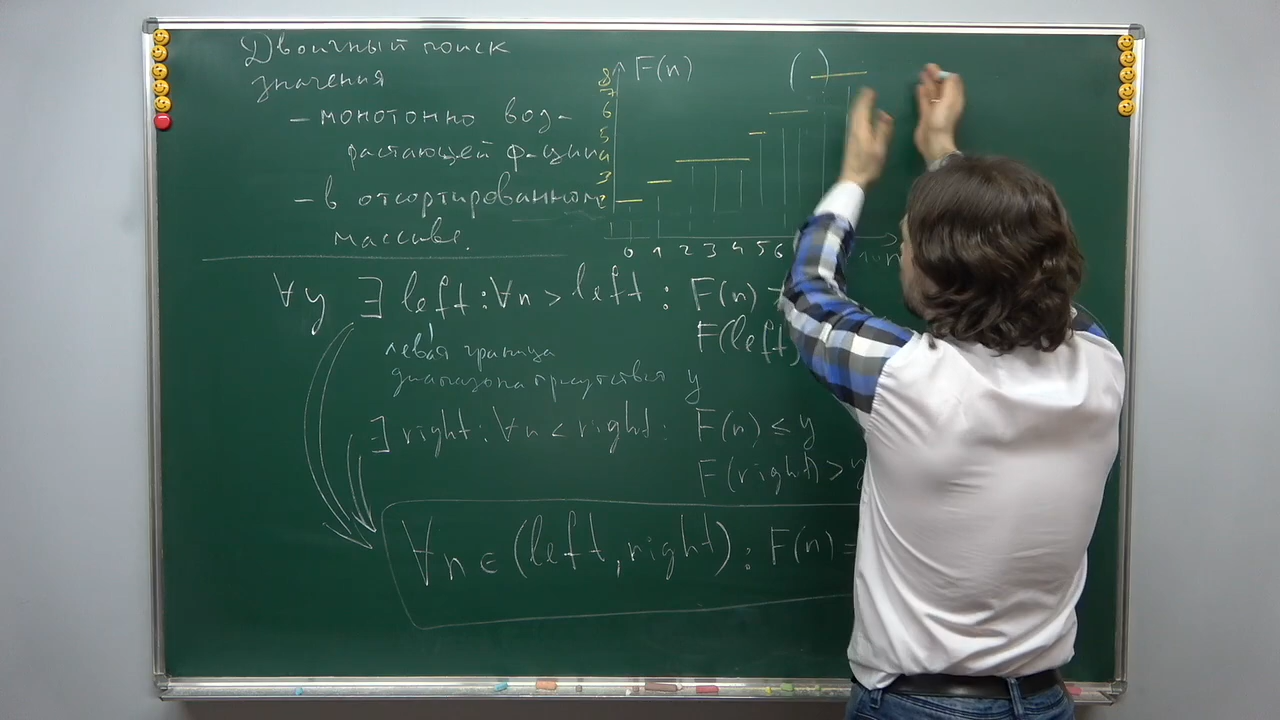 Двоичный поиск
значения
– монотонно воз-
растающей ф-ции
– в отсортированном
массиве.
F(n)
8
7
6
5
4
3
2
0 1 2 3 4 5 6
( )
∀y ∃ left: ∀n > left : F(n)
F(left)
левая граница
диапазона присутствия y
∃ right: ∀n < right: F(n) ≤ y
F(right) > y
∀n ∈ (left, right) : F(n) =